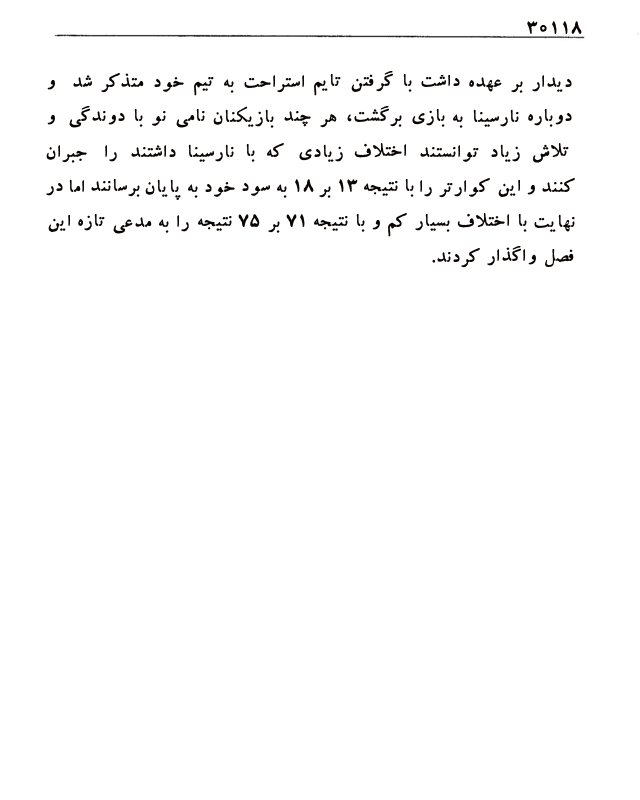 ۳۰۱۱۸
دیدار بر عهده داشت با گرفتن تایم استراحت به تیم خود متذکر شد و
دوباره نارسینا به بازی برگشت، هر چند بازیکنان نامی نو با دوندگی و
تلاش زیاد توانستند اختلاف زیادی که با نارسینا داشتند را جبران
کنند و این کوارتر را با نتیجه ۱۳ بر ۱۸ به سود خود به پایان برسانند اما در
نهایت با اختلاف بسیار کم و با نتیجه ۷۱ بر ۷۵ نتیجه را به مدعی تازه این
فصل واگذار کردند.